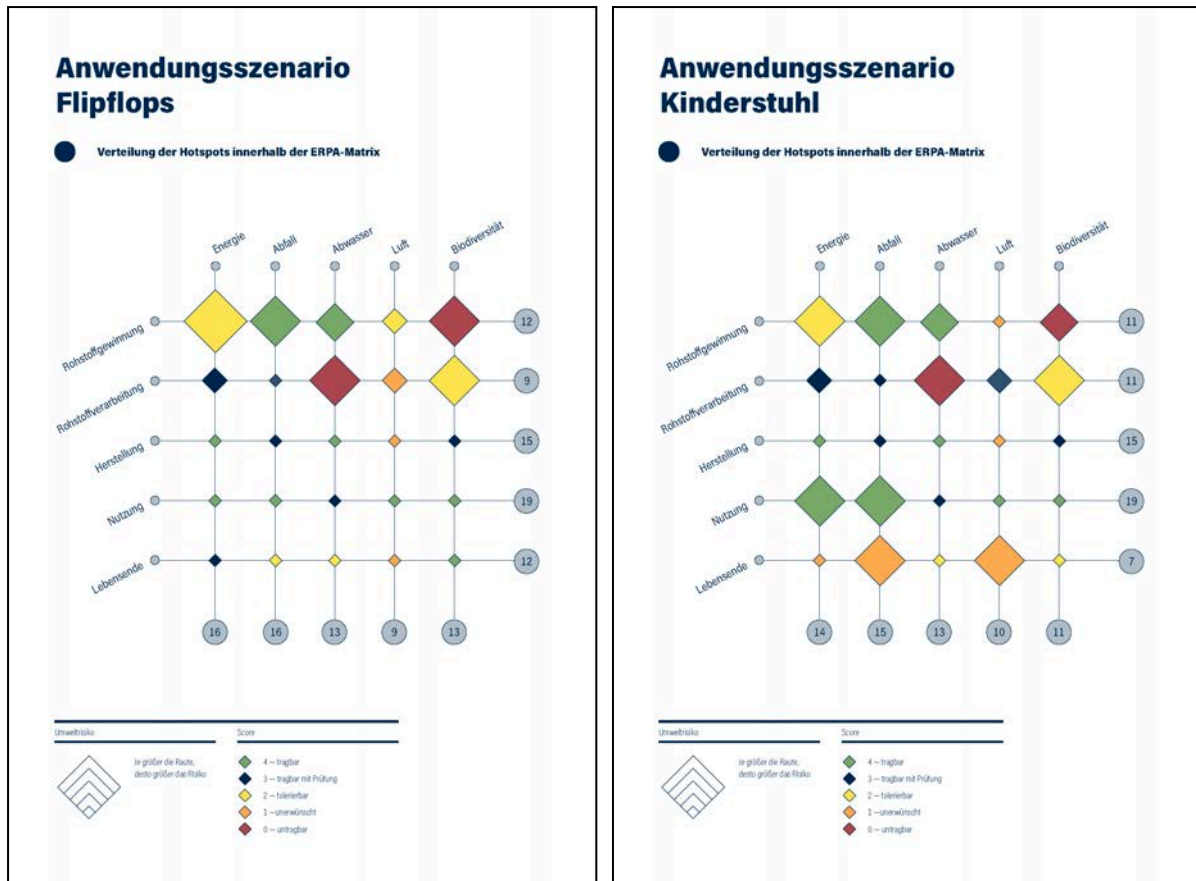 Anwendungsszenario
Flipflops
Verteilung der Hotspots innerhalb der ERPA-Matrix
Energie
Abfall
Abwasser
Luft
Biodiversität
Rohstoffgewinnung
12
Rohstoffverarbeitung
9
Herstellung
15
Nutzung
19
Lebensende
12
16 16 13 9 13
Umweltrisiko Score
Je größer die Raute,
desto größer das Risiko
4 – tragbar
3 – tragbar mit Prüfung
2 – tolerierbar
1 –unerwünscht
0 – untragbar
Anwendungsszenario
Kinderstuhl
Verteilung der Hotspots innerhalb der ERPA-Matrix
Energie
Abfall
Abwasser
Luft
Biodiversität
Rohstoffgewinnung
11
Rohstoffverarbeitung
11
Herstellung
15
Nutzung
19
Lebensende
7
14 15 13 10 11
Umweltrisiko Score
Je größer die Raute,
desto größer das Risiko
4 – tragbar
3 – tragbar mit Prüfung
2 – tolerierbar
1 –unerwünscht
0 – untragbar